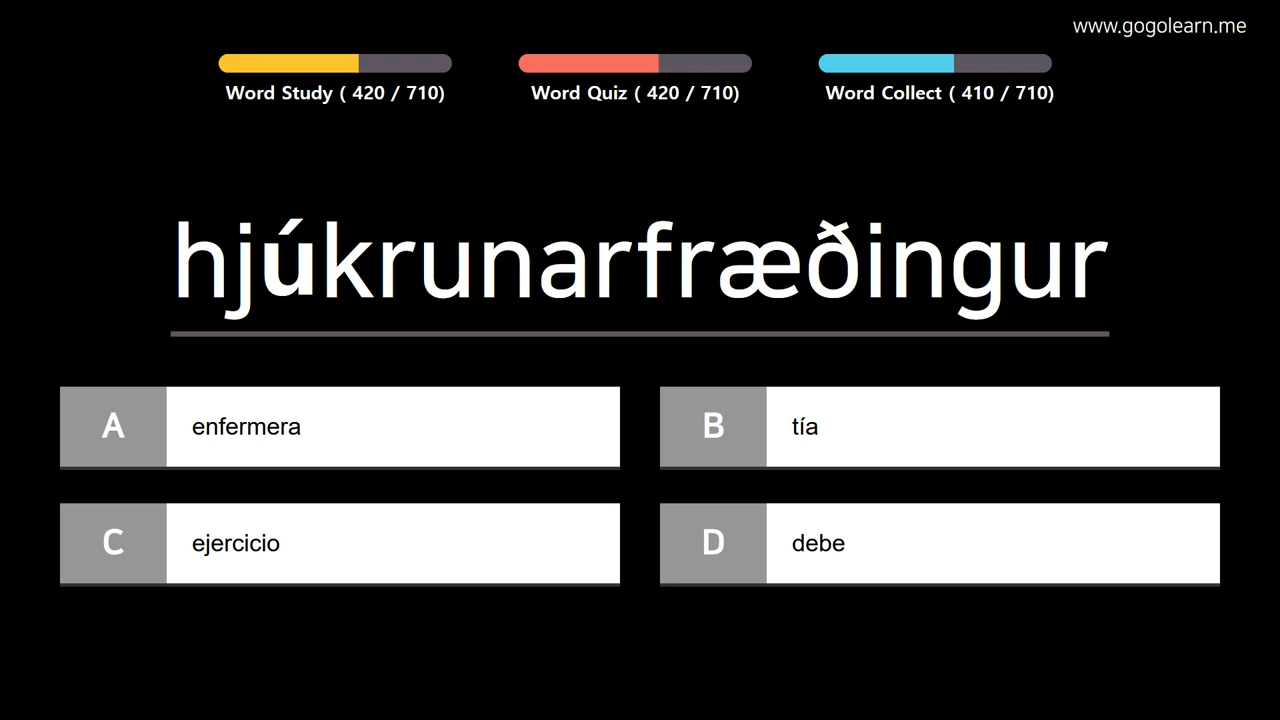 www.gogolearn.me
Word Study ( 420 / 710)
Word Quiz ( 420 / 710)
Word Collect ( 410 / 710)
hjúkrunarfræðingur
A enfermera
B tía
C ejercicio
D debe